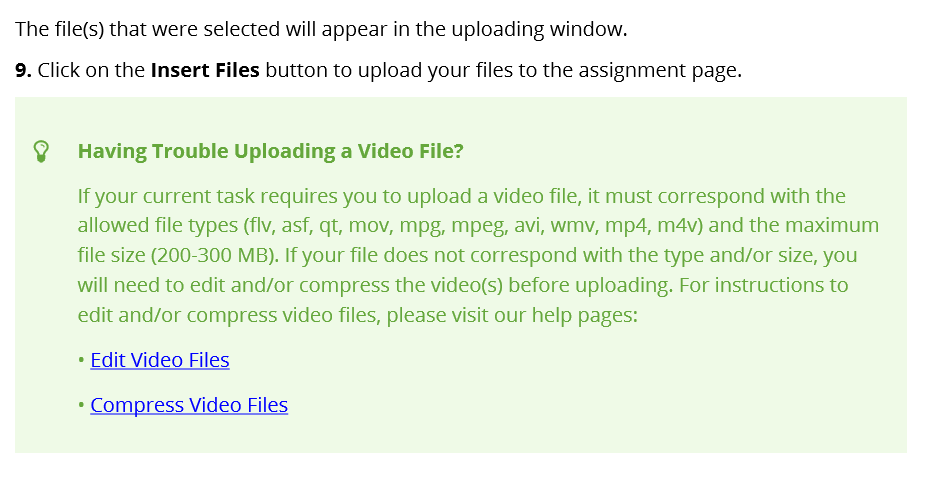 The file(s) that were selected will appear in the uploading window.
9. Click on the Insert Files button to upload your files to the assignment page.
Having Trouble Uploading a Video File?
If your current task requires you to upload a video file, it must correspond with the
allowed file types (flv, asf, qt, mov, mpg, mpeg, avi, wmv, mp4, m4v) and the maximum
file size (200-300 MB). If your file does not correspond with the type and/or size, you
will need to edit and/or compress the video(s) before uploading. For instructions to
edit and/or compress video files, please visit our help pages:
• Edit Video Files
• Compress Video Files